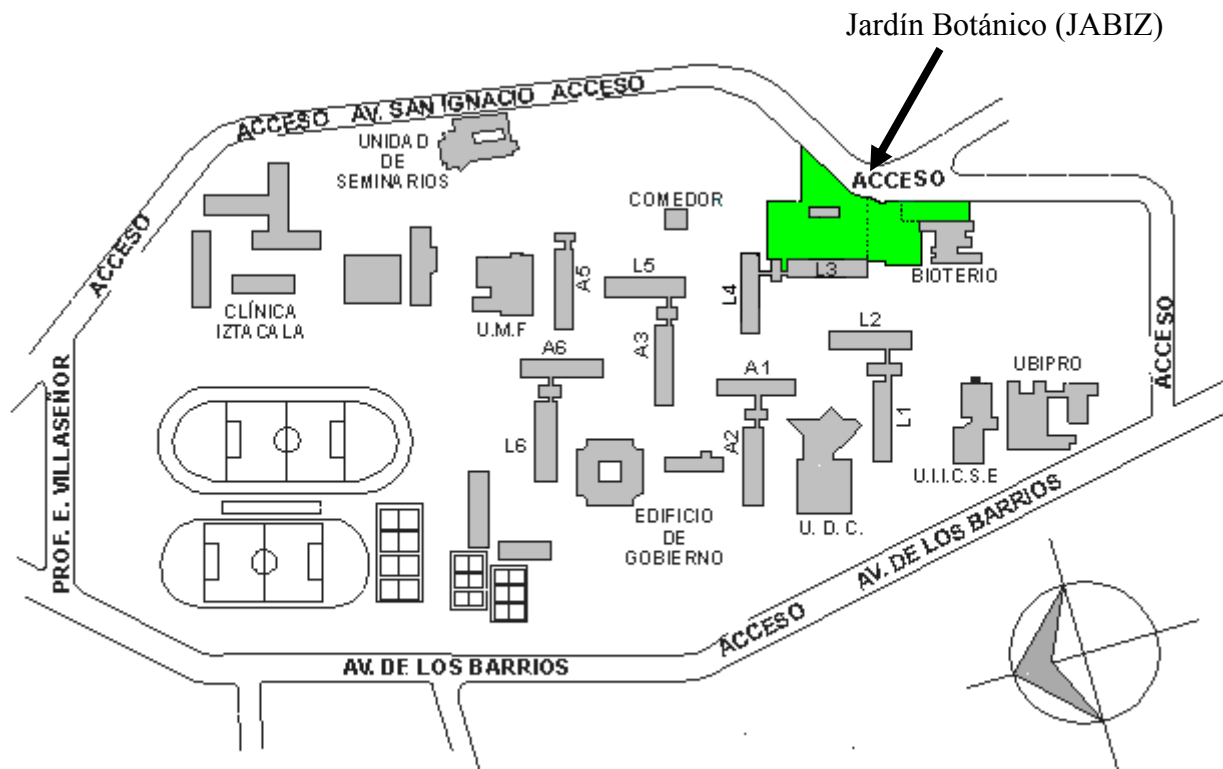 Jardín Botánico (JABIZ)
ACCESO AV. SAN IGNACIO ACCESO
UNIDAD
DE
SEMINARIOS
ACCESO
COMEDOR
ACCESO
BIOTERIO
CLÍNICA
IZTACALA
U.M.F
A5
L5
A3
L4
L3
L2
L1
A6
L6
A1
A2
UBIPRO
ACCESO
U.I.I.C.S.E
U. D. C.
EDIFICIO
DE
GOBIERNO
PROF. E. VILLASEÑOR
AV. DE LOS BARRIOS
ACCESO AV. DE LOS BARRIOS